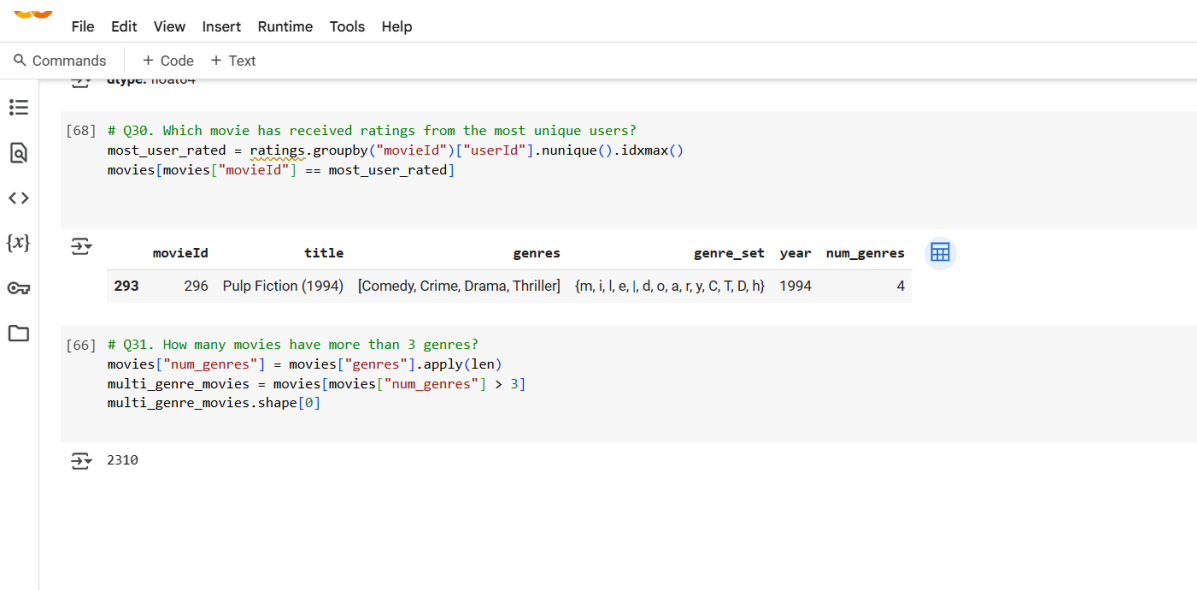 File Edit View Insert Runtime Tools Help
Commands + Code + Text
dtype: float64
[68] # Q30. Which movie has received ratings from the most unique users?
most_user_rated = ratings.groupby("movieId")["userId"].nunique().idxmax()
movies[movies["movieId"] == most_user_rated]
movieId title genres genre_set year num_genres
293 296 Pulp Fiction (1994) [Comedy, Crime, Drama, Thriller] {m, i, l, e, |, d, o, a, r, y, C, T, D, h} 1994 4
[66] # Q31. How many movies have more than 3 genres?
movies["num_genres"] = movies["genres"].apply(len)
multi_genre_movies = movies[movies["num_genres"] > 3]
multi_genre_movies.shape[0]
2310